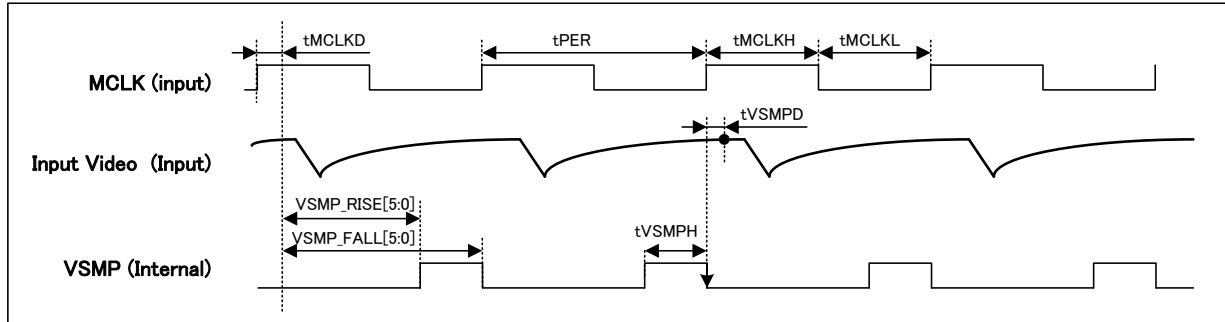 tMCLKD
tPER
tMCLKH
tMCLKL
MCLK (input)
tVSMPD
Input Video (Input)
VSMP_RISE[5:0]
VSMP_FALL[5:0]
tVSMPH
VSMP (Internal)